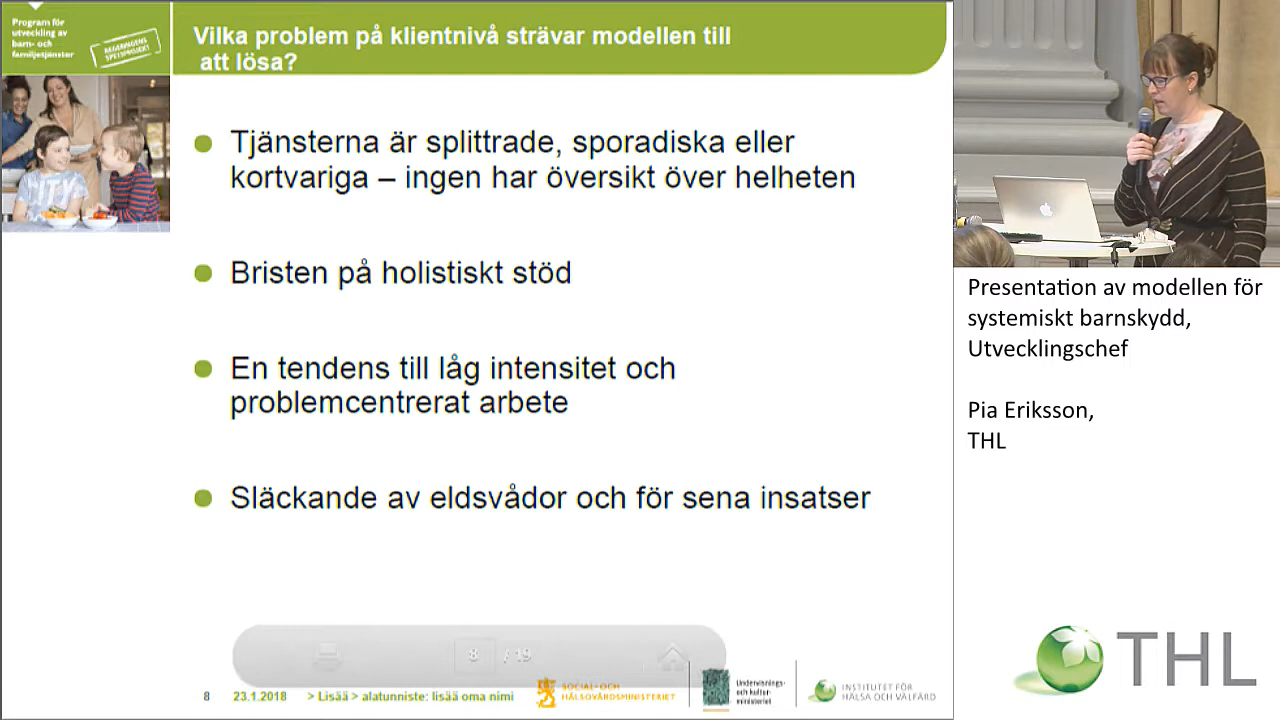 Program för
utveckling av
barn- och
familjetjänster
REGERINGENS
SPETSPROJEKT
Vilka problem på klientnivå strävar modellen till
att lösa?
Tjänsterna är splittrade, sporadiska eller
kortvariga – ingen har översikt över helheten
Bristen på holistiskt stöd
En tendens till låg intensitet och
problemcentrerat arbete
Släckande av eldsvådor och för sena insatser
8 / 19
8 23.1.2018 > Lisää > alatunniste: lisää oma nimi
SOCIAL- OCH
HÄLSOVÅRDSMINISTERIET
Undervisnings-
och kultur-
ministeriet
INSTITUTET FÖR
HÄLSA OCH VÄLFÄRD
Presentation av modellen för
systemiskt barnskydd,
Utvecklingschef
Pia Eriksson,
THL
THL